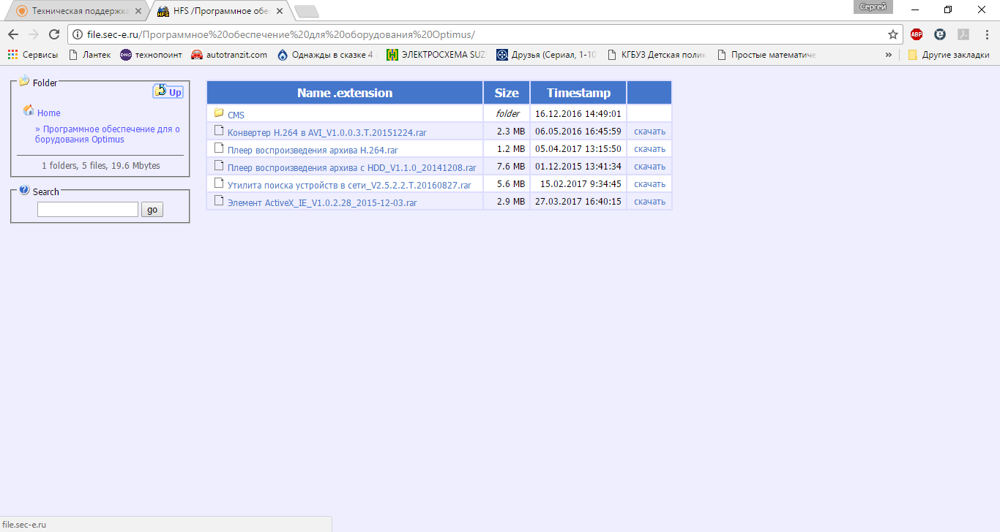 Техническая поддержка
HFS /Программное обе
Сергей
file.sec-e.ru/Программное%20обеспечение%20для%20оборудования%20Optimus/
ABP
Сервисы
Лантек
DNS технопоинт
autotranzit.com
Однажды в сказке 4
ЭЛЕКТРОСХЕМА SUZ
Друзья (Сериал, 1-10
КГБУЗ Детская полик
Простые математиче
»
Другие закладки
Folder
Up
Home
» Программное обеспечение для о
борудования Optimus
1 folders, 5 files, 19.6 Mbytes
Search
go
Name .extension Size Timestamp
CMS folder 16.12.2016 14:49:01
Конвертер H.264 в AVI_V1.0.0.3.T.20151224.rar 2.3 MB 06.05.2016 16:45:59 скачать
Плеер воспроизведения архива H.264.rar 1.2 MB 05.04.2017 13:15:50 скачать
Плеер воспроизведения архива с HDD_V1.1.0_20141208.rar 7.6 MB 01.12.2015 13:41:34 скачать
Утилита поиска устройств в сети_V2.5.2.2.T.20160827.rar 5.6 MB 15.02.2017 9:34:45 скачать
Элемент ActiveX_IE_V1.0.2.28_2015-12-03.rar 2.9 MB 27.03.2017 16:40:15 скачать
file.sec-e.ru